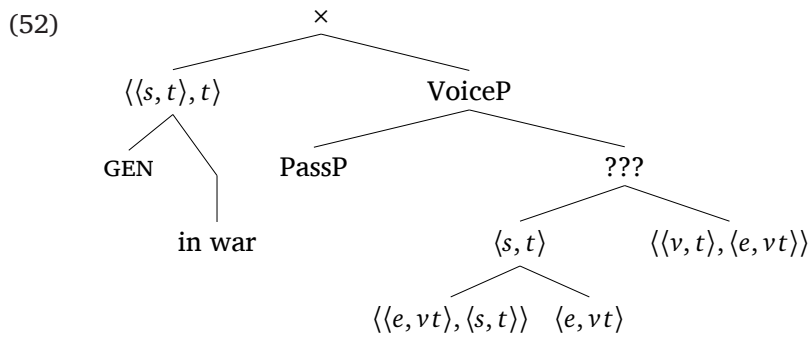 (52) ×
⟨⟨s, t⟩, t⟩ VoiceP
GEN PassP ???
in war ⟨s, t⟩ ⟨⟨v, t⟩, ⟨e, vt⟩⟩
⟨⟨e, vt⟩, ⟨s, t⟩⟩ ⟨e, vt⟩